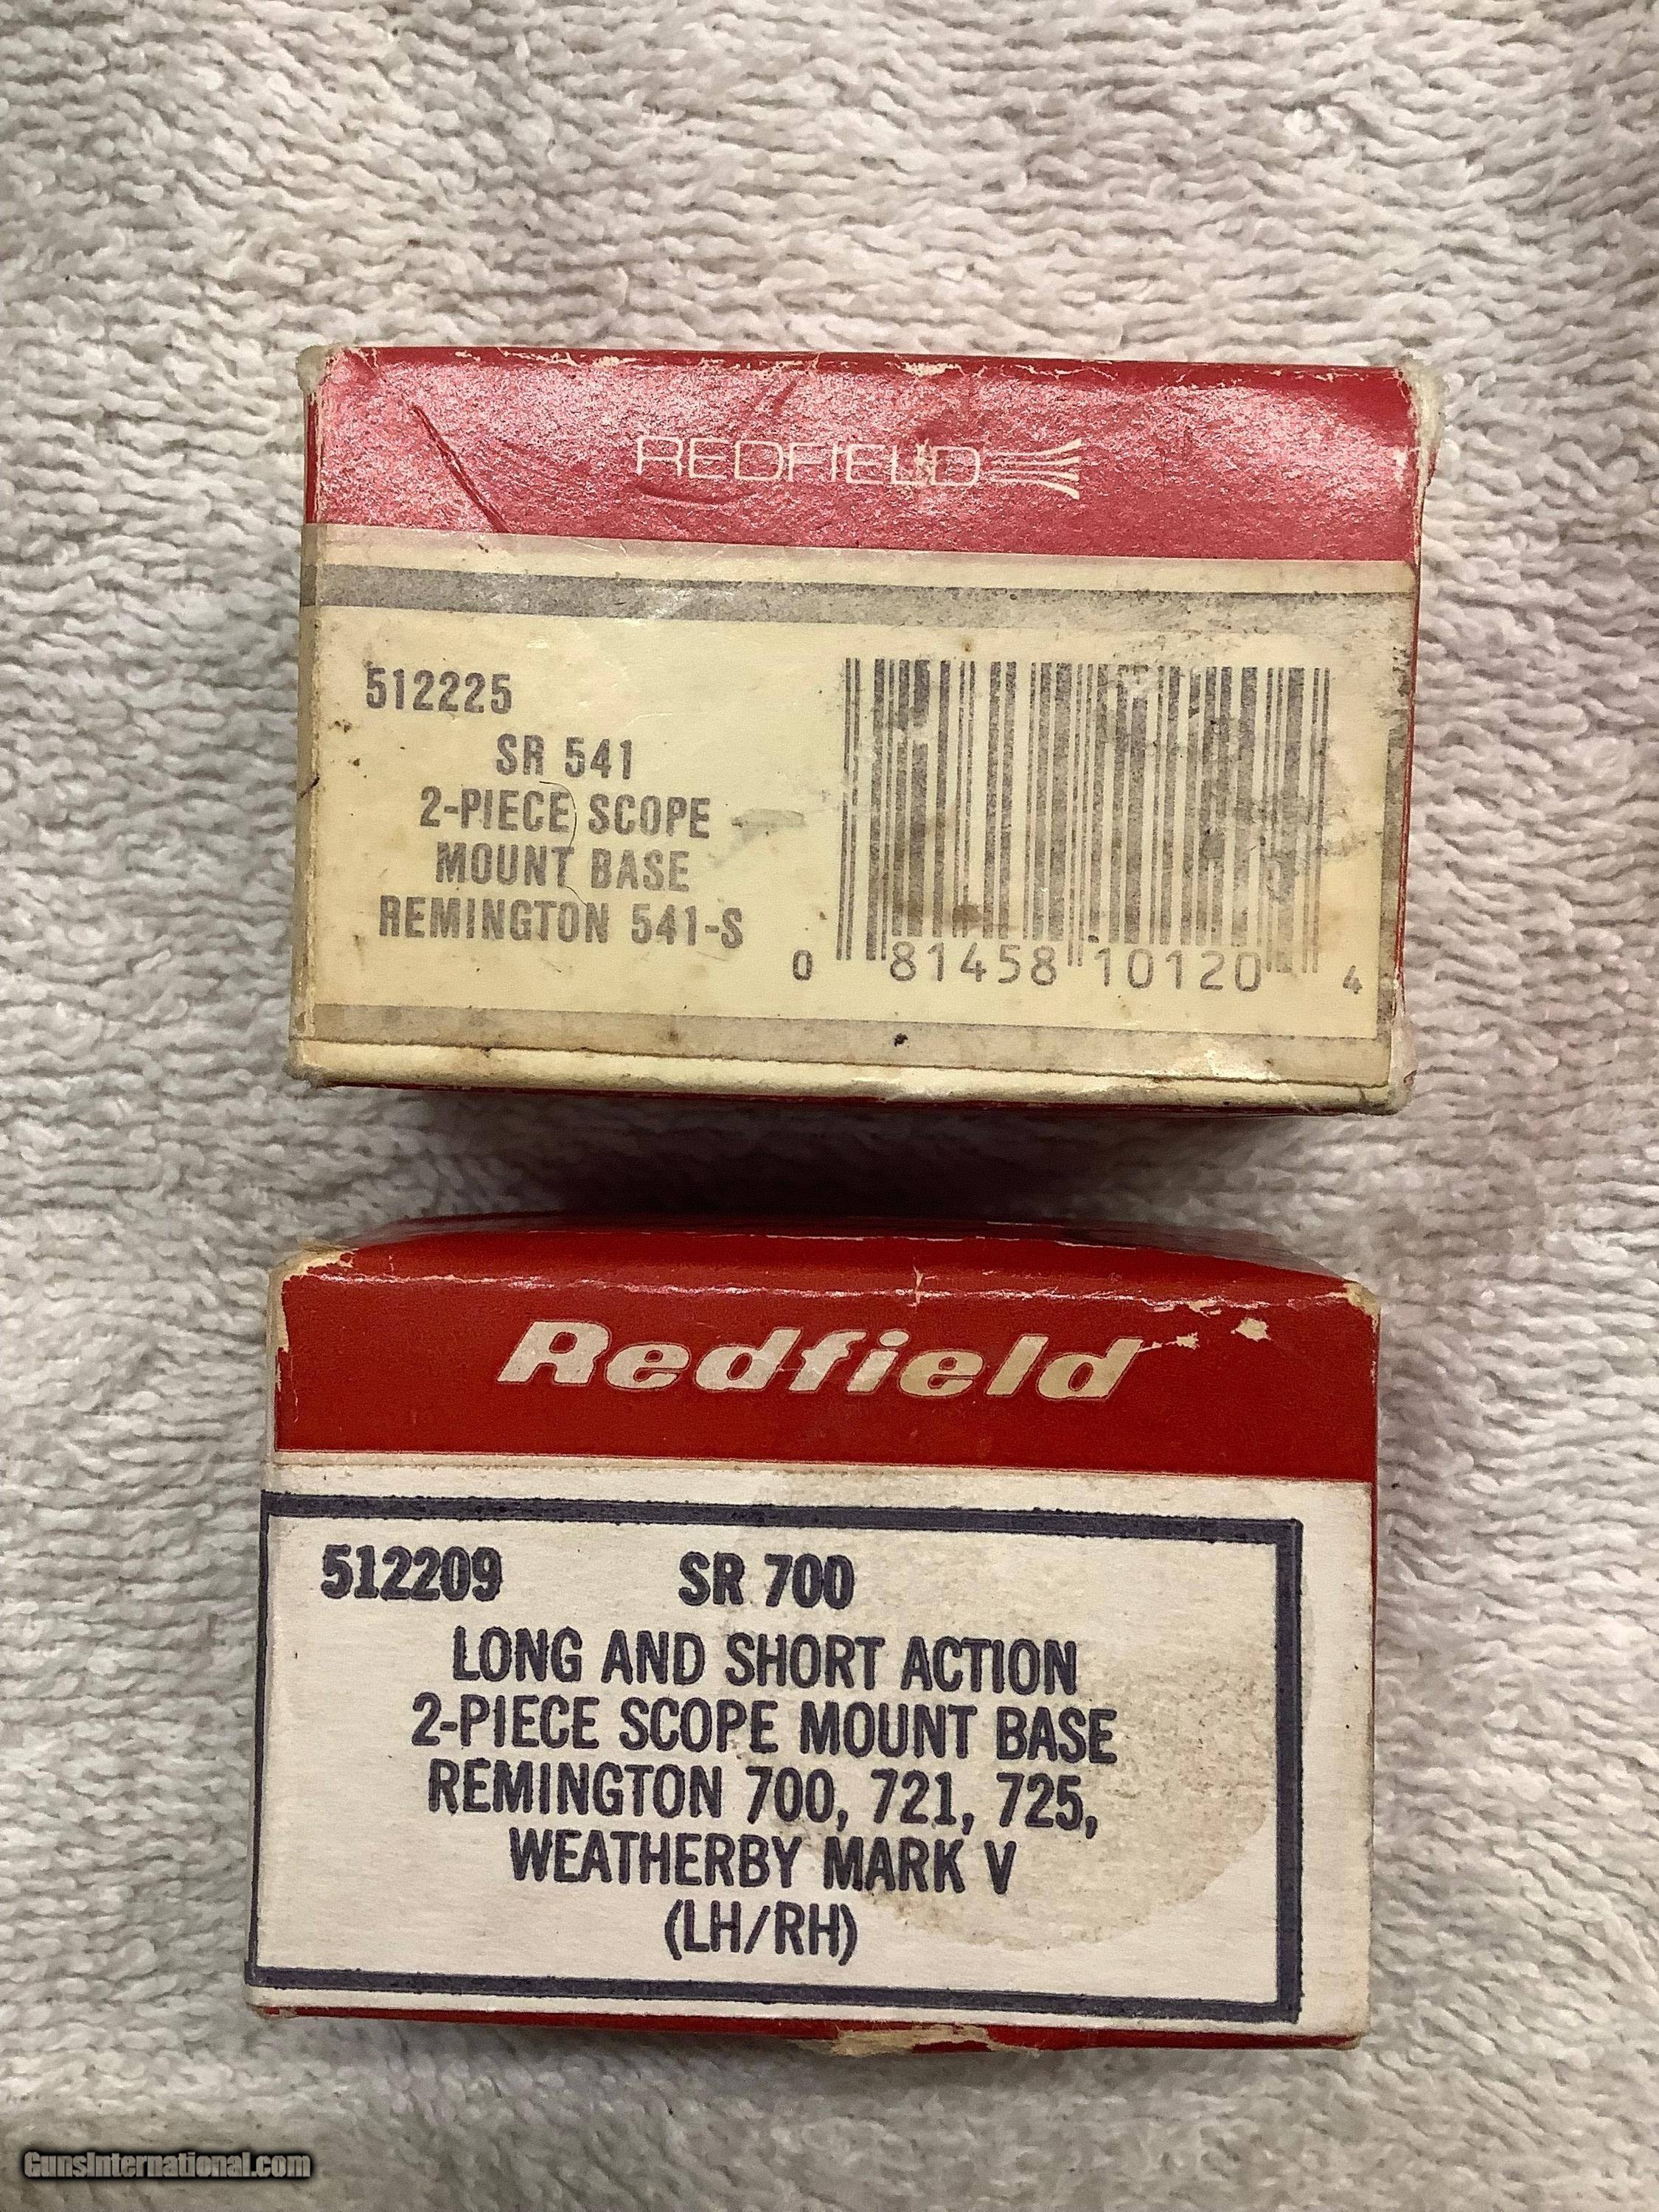 REDFIELD
512225
SR 541
2-PIECE SCOPE
MOUNT BASE
REMINGTON 541-S
0 81458 10120 4
Redfield
512209 SR 700
LONG AND SHORT ACTION
2-PIECE SCOPE MOUNT BASE
REMINGTON 700, 721, 725,
WEATHERBY MARK V
(LH/RH)
GunsInternational.com